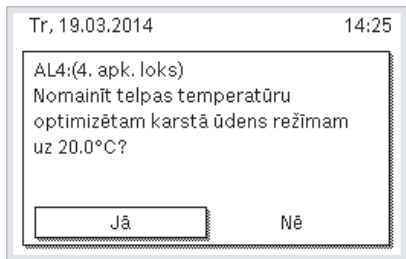 Tr, 19.03.2014 14:25
AL4:(4. apk. loks)
Nomainīt telpas temperatūru
optimizētam karstā ūdens režīmam
uz 20.0°C?
Jā Nē